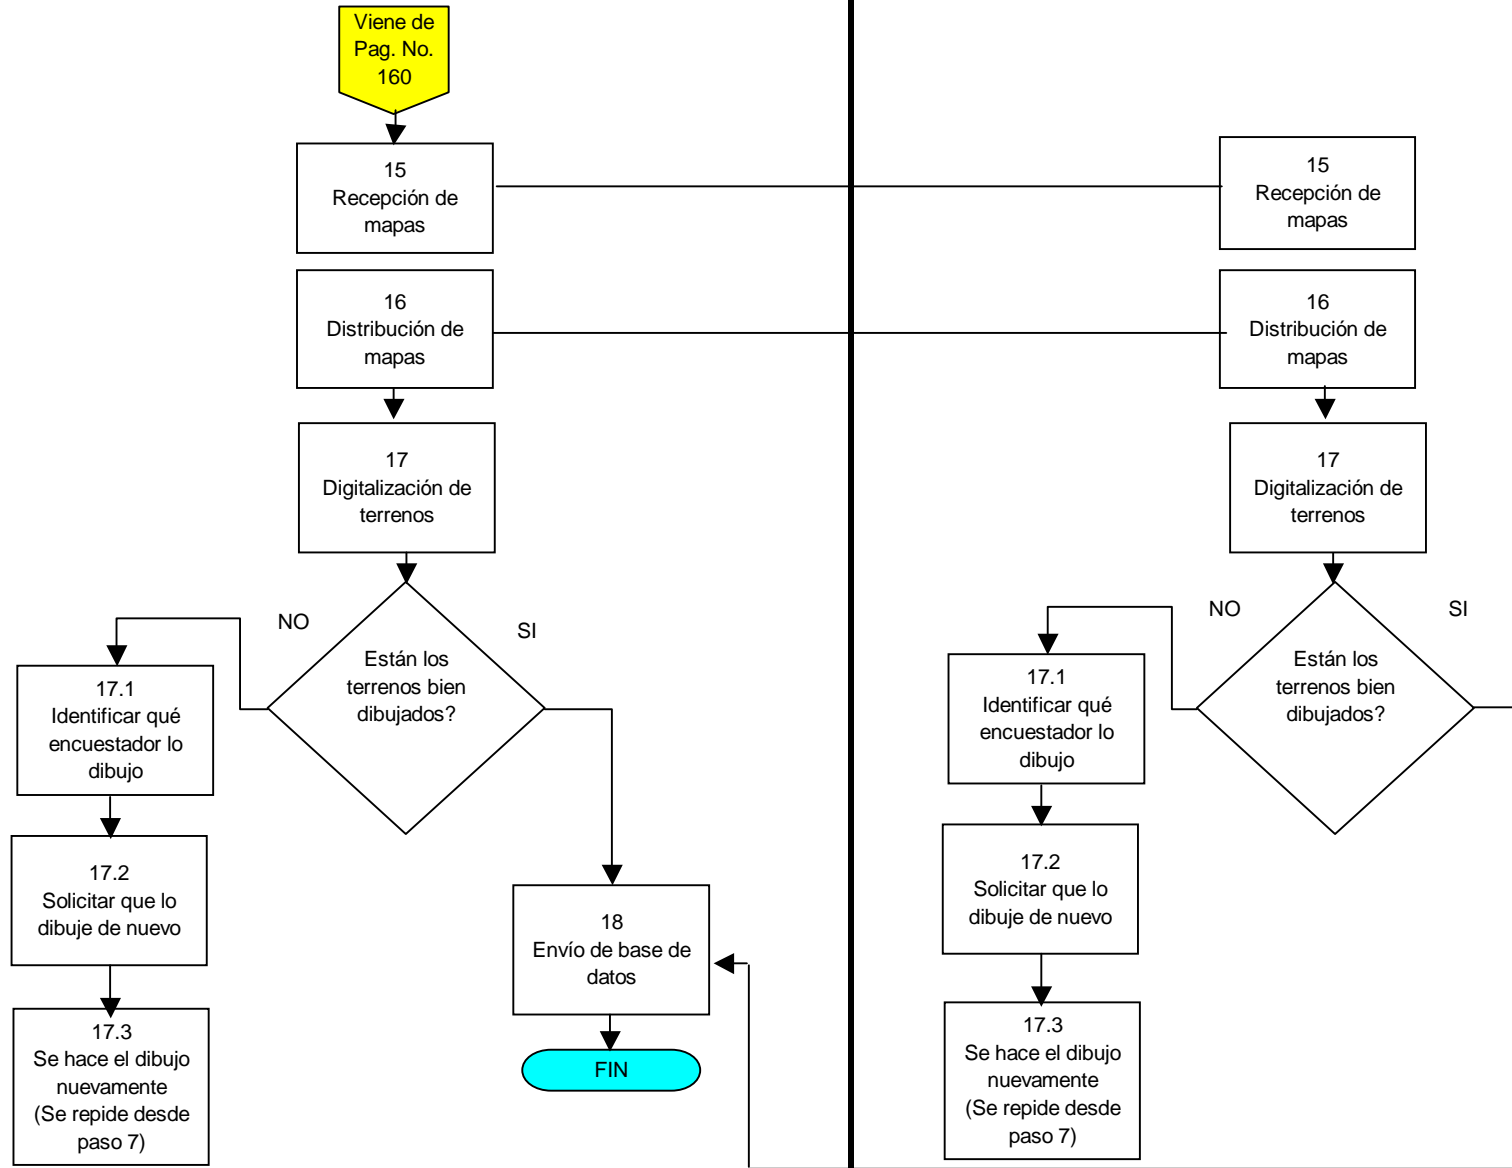 Viene de
Pag. No.
160
15
Recepción de
mapas
16
Distribución de
mapas
17
Digitalización de
terrenos
NO
SI
Están los
terrenos bien
dibujados?
17.1
Identificar qué
encuestador lo
dibujo
17.2
Solicitar que lo
dibuje de nuevo
17.3
Se hace el dibujo
nuevamente
(Se repide desde
paso 7)
18
Envío de base de
datos
FIN
15
Recepción de
mapas
16
Distribución de
mapas
17
Digitalización de
terrenos
NO
SI
Están los
terrenos bien
dibujados?
17.1
Identificar qué
encuestador lo
dibujo
17.2
Solicitar que lo
dibuje de nuevo
17.3
Se hace el dibujo
nuevamente
(Se repide desde
paso 7)